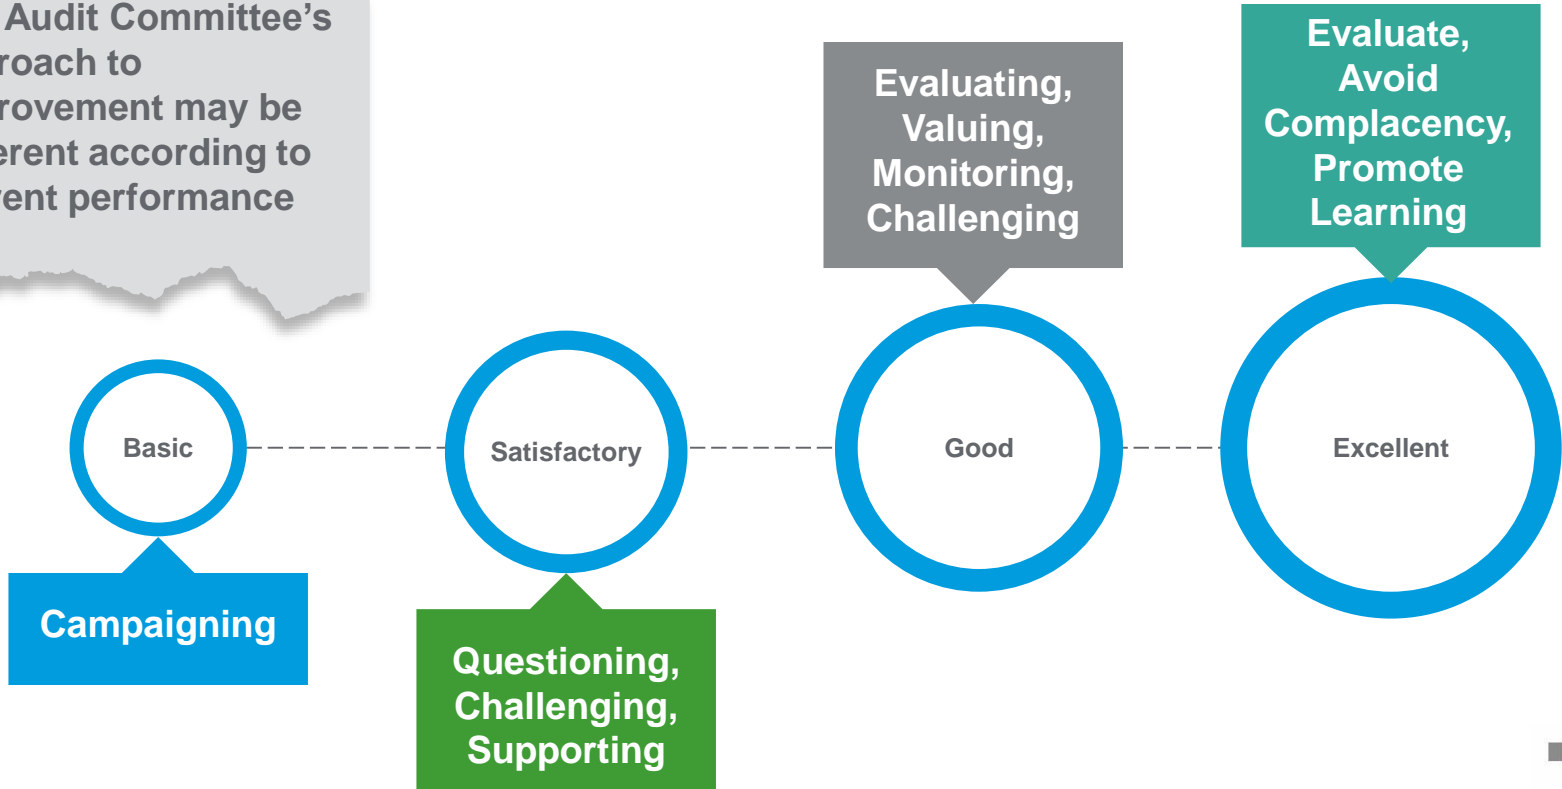 Audit Committee’s
roach to
rovement may be
erent according to
vent performance
Evaluating,
Valuing,
Monitoring,
Challenging
Evaluate,
Avoid
Complacency,
Promote
Learning
Basic
Satisfactory
Good
Excellent
Campaigning
Questioning,
Challenging,
Supporting